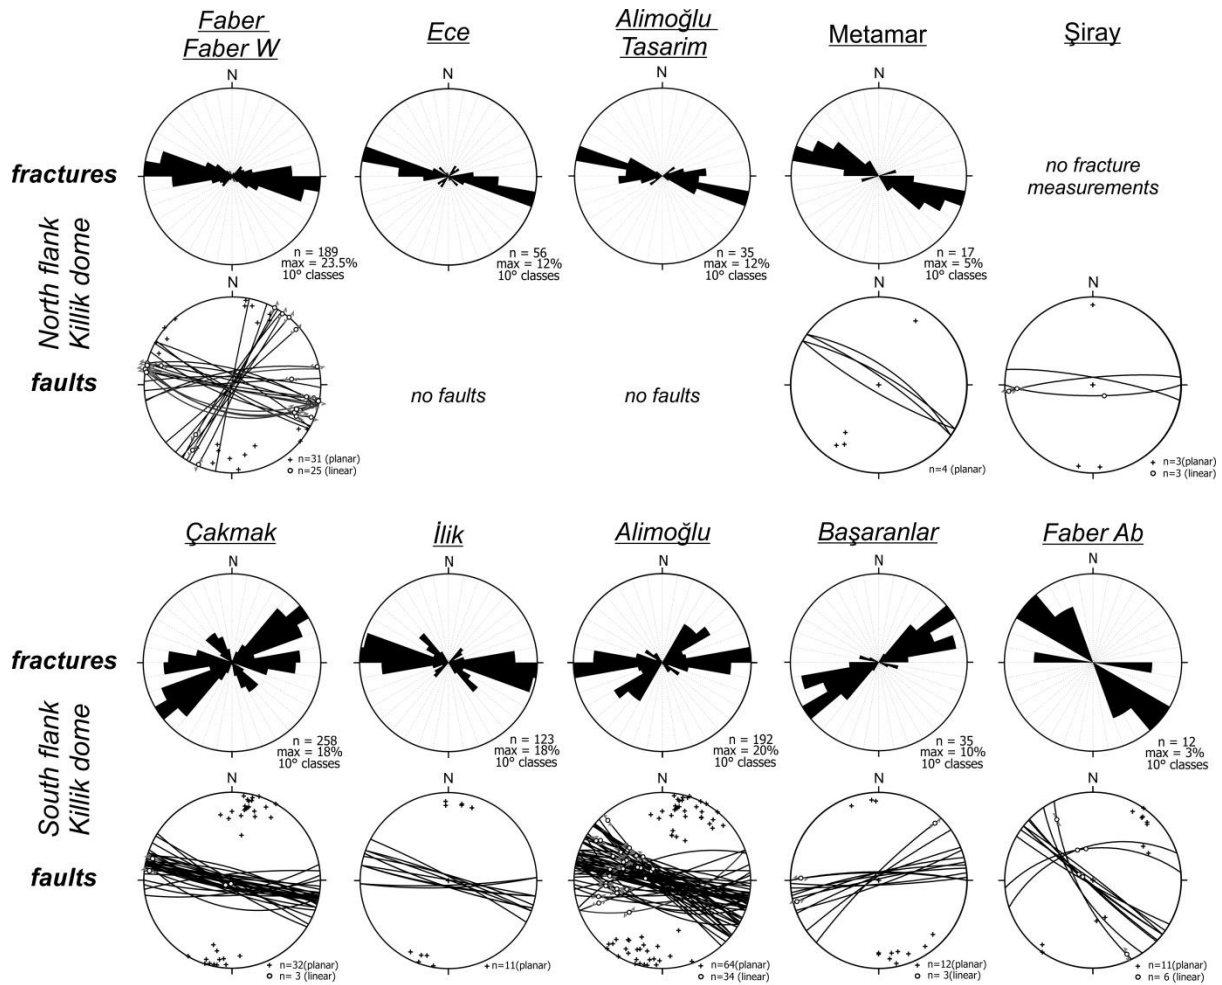 Faber
Faber W
Ece
Alimoğlu
Tasarim
Metamar
Şiray
North flank
Killik dome
fractures
N
n = 189
max = 23.5%
10° classes
N
n = 56
max = 12%
10° classes
N
n = 35
max = 12%
10° classes
N
n = 17
max = 5%
10° classes
no fracture
measurements
faults
N
+ n=31 (planar)
o n=25 (linear)
no faults
no faults
N
n=4 (planar)
N
+ n=3(planar)
o n=3 (linear)
Çakmak
İlik
Alimoğlu
Başaranlar
Faber Ab
South flank
Killik dome
fractures
N
n = 258
max = 18%
10° classes
N
n = 123
max = 18%
10° classes
N
n = 192
max = 20%
10° classes
N
n = 35
max = 10%
10° classes
N
n = 12
max = 3%
10° classes
faults
N
+ n=32(planar)
o n= 3 (linear)
N
+n=11(planar)
N
+ n=64(planar)
o n=34 (linear)
N
+ n=12(planar)
o n= 3(linear)
N
+ n=11(planar)
o n= 6 (linear)